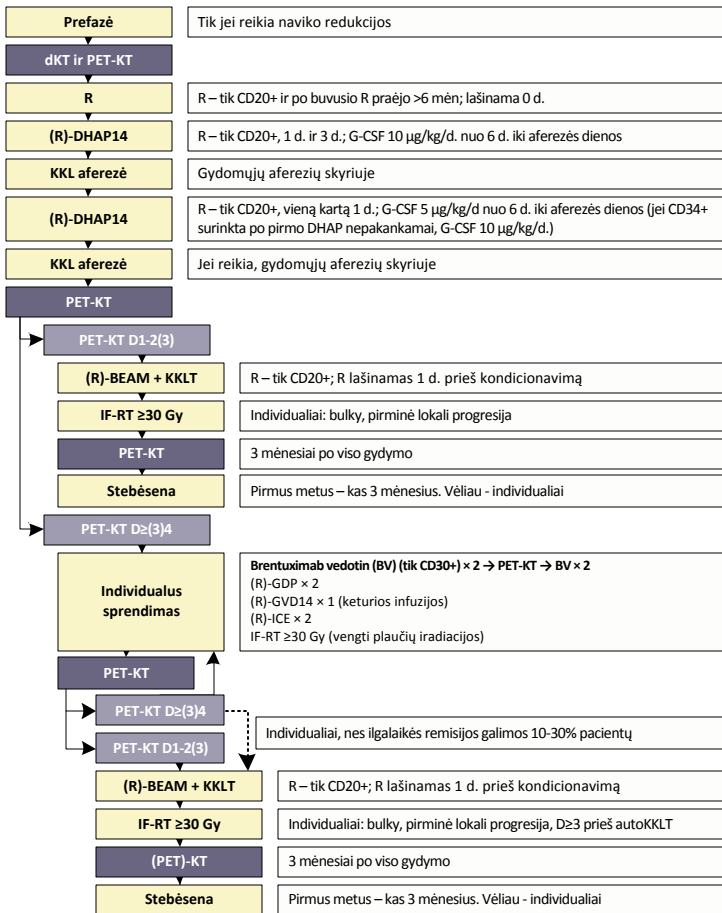 Prefazė
Tik jei reikia naviko redukcijos
dKT ir PET-KT
R
R – tik CD20+ ir po buvusio R praėjo >6 mėn; lašinama 0 d.
(R)-DHAP14
R – tik CD20+, 1 d. ir 3 d.; G-CSF 10 µg/kg/d. nuo 6 d. iki aferezės dienos
KKL aferezė
Gydomųjų aferezių skyriuje
(R)-DHAP14
R – tik CD20+, vieną kartą 1 d.; G-CSF 5 µg/kg/d nuo 6 d. iki aferezės dienos (jei CD34+
surinkta po pirmo DHAP nepakankamai, G-CSF 10 µg/kg/d.)
KKL aferezė
Jei reikia, gydomųjų aferezių skyriuje
PET-KT
PET-KT D1-2(3)
(R)-BEAM + KKLT
R – tik CD20+; R lašinamas 1 d. prieš kondicionavimą
IF-RT ≥30 Gy
Individualiai: bulky, pirminė lokali progresija
PET-KT
3 mėnesiai po viso gydymo
Stebėsena
Pirmus metus – kas 3 mėnesius. Vėliau - individualiai
PET-KT D≥(3)4
Individualus
sprendimas
Brentuximab vedotin (BV) (tik CD30+) × 2 → PET-KT → BV × 2
(R)-GDP × 2
(R)-GVD14 × 1 (keturios infuzijos)
(R)-ICE × 2
IF-RT ≥30 Gy (vengti plaučių iradiacijos)
PET-KT
PET-KT D≥(3)4
Individualiai, nes ilgalaikės remisijos galimos 10-30% pacientų
PET-KT D1-2(3)
(R)-BEAM + KKLT
R – tik CD20+; R lašinamas 1 d. prieš kondicionavimą
IF-RT ≥30 Gy
Individualiai: bulky, pirminė lokali progresija, D≥3 prieš autoKKLT
(PET)-KT
3 mėnesiai po viso gydymo
Stebėsena
Pirmus metus – kas 3 mėnesius. Vėliau - individualiai